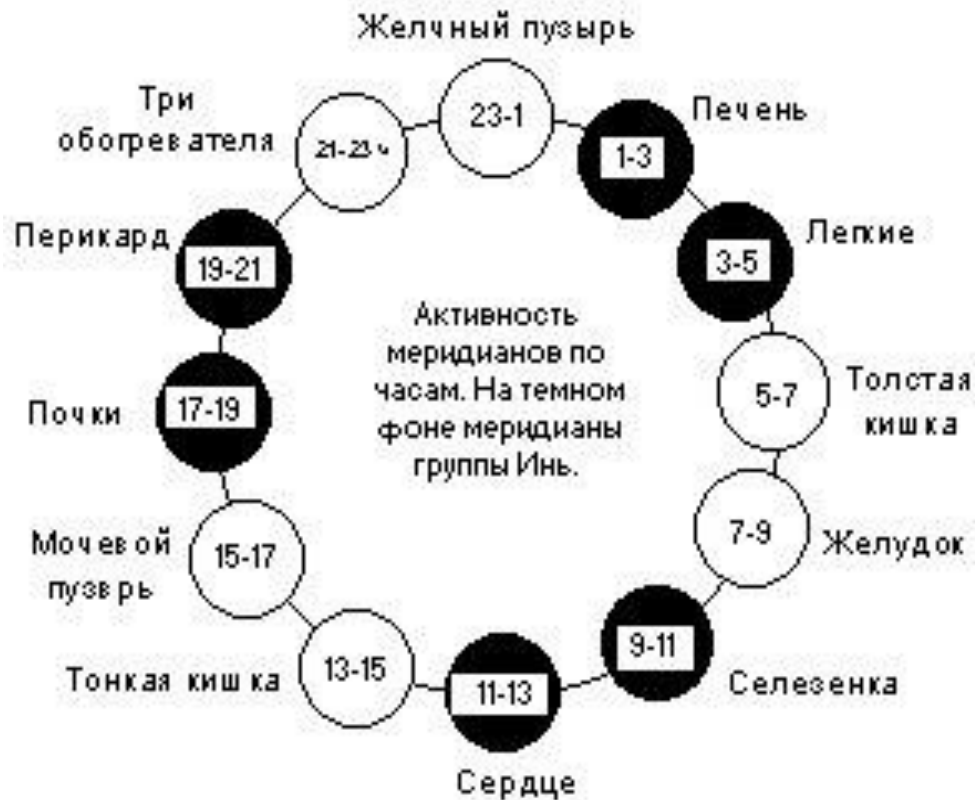 Желчный пузырь
23-1
Печень
1-3
Легкие
3-5
Толстая
кишка
5-7
Желудок
7-9
Селезенка
9-11
Сердце
11-13
Тонкая кишка
13-15
Мочевой
пузврь
15-17
Почки
17-19
Перикард
19-21
Три
обогревателя
21-23 ч
Активность
меридианов по
часам. На темном
фоне меридианы
группы Инь.